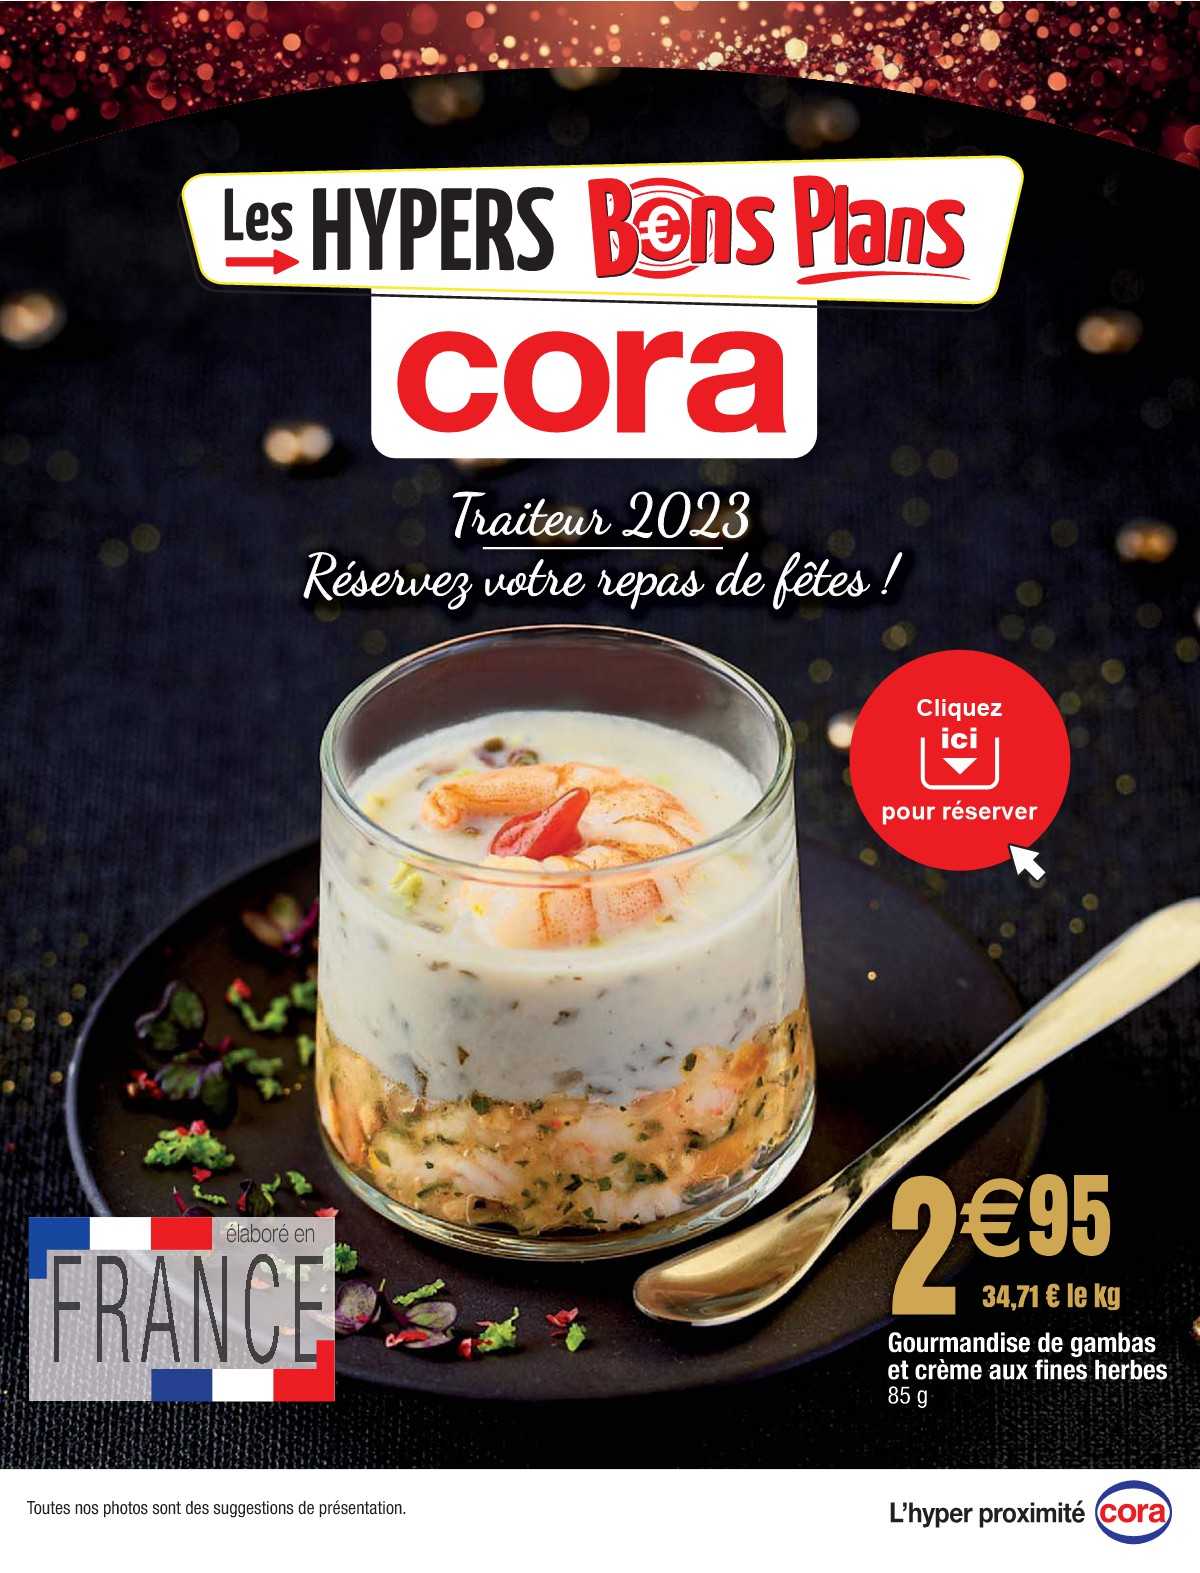 Les HYPERS Bons Plans
cora
Traiteur 2023
Réservez votre repas de fêtes !
Cliquez
ici
pour réserver
élaboré en
FRANCE
2€95
34,71 € le kg
Gourmandise de gambas
et crème aux fines herbes
85 g
Toutes nos photos sont des suggestions de présentation.
L'hyper proximité cora